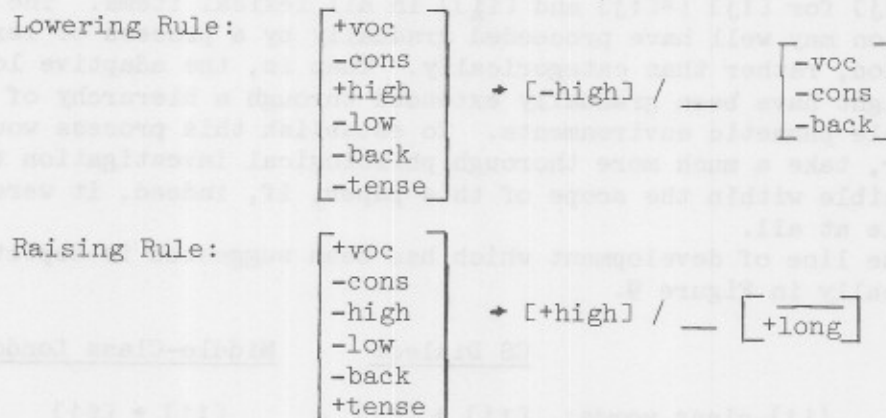 Lowering Rule:
+voc
-cons
+high
-low
-back
-tense
→ [-high] / __
-voc
-cons
-back
Raising Rule:
+voc
-cons
-high
-low
-back
+tense
→ [+high] / __ [ __ +long ]